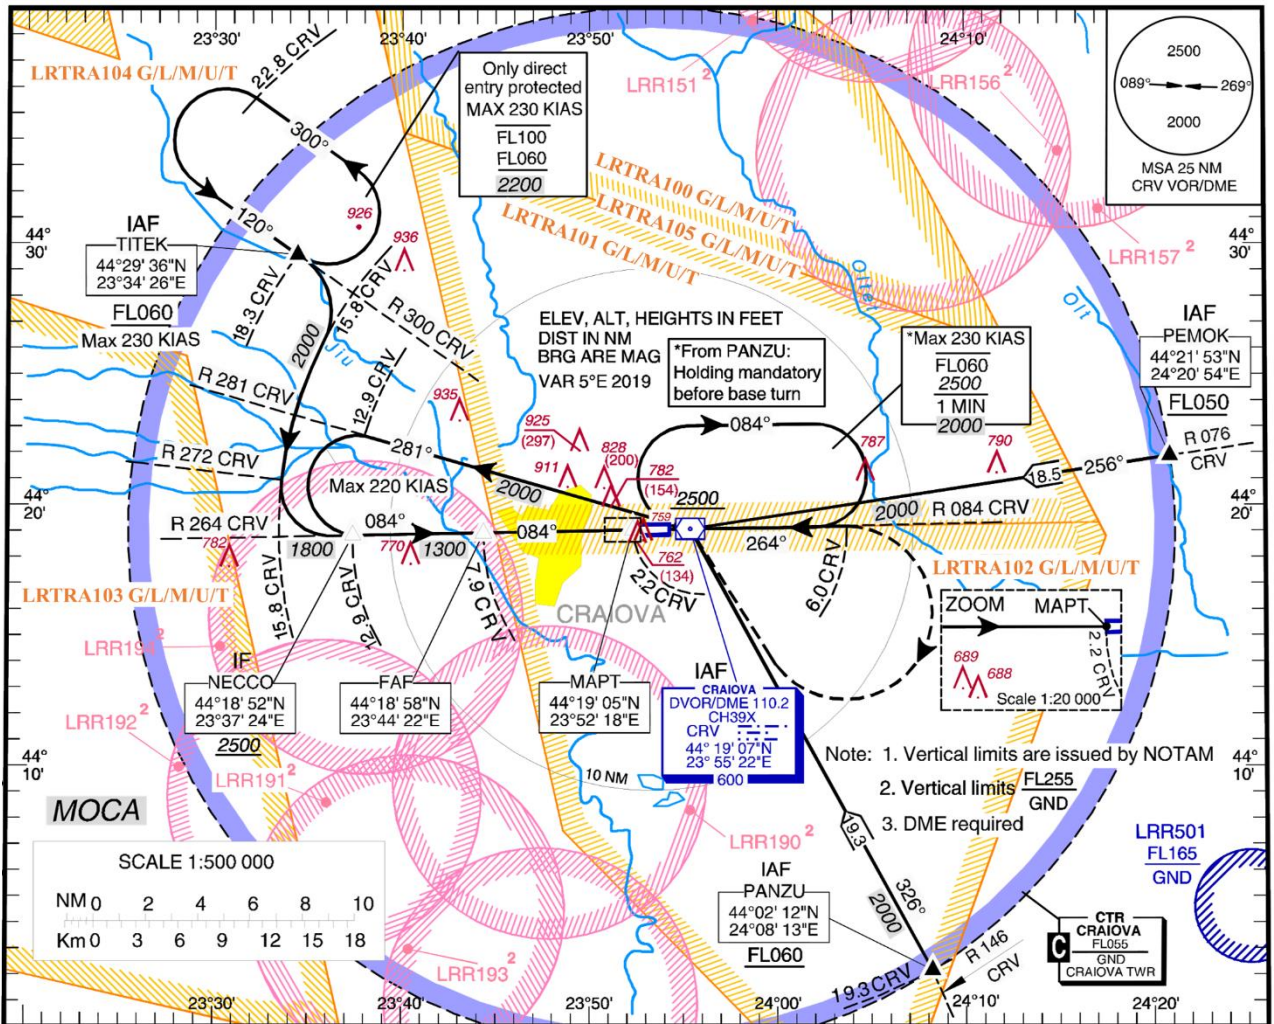 23°30'
23°40'
23°50'
24°10'
LRTRA104 G/L/M/U/T
22.8 CRV
Only direct
entry protected
MAX 230 KIAS
FL100
FL060
2200
LRR151 2
LRR156 2
2500
089°
269°
2000
MSA 25 NM
CRV VOR/DME
300°
120°
926
936
LRTRA100 G/L/M/U/T
LRTRA105 G/L/M/U/T
LRTRA101 G/L/M/U/T
LRR157 2
IAF
TITEK
44°29' 36"N
23°34' 26"E
FL060
Max 230 KIAS
44°
30'
44°
30'
18.3 CRV
15.8 CRV
2000
R 300 CRV
Jiu
Olteț
Olt
ELEV, ALT, HEIGHTS IN FEET
DIST IN NM
BRG ARE MAG
VAR 5°E 2019
*From PANZU:
Holding mandatory
before base turn
*Max 230 KIAS
FL060
2500
1 MIN
2000
IAF
PEMOK
44°21' 53"N
24°20' 54"E
FL050
R 281 CRV
12.9 CRV
935
925
(297)
828
(200)
911
782
(154)
084°
787
790
R 076
CRV
R 272 CRV
281°
Max 220 KIAS
2000
2500
18.5
256°
44°
20'
44°
20'
R 264 CRV
084°
1800
1300
084°
759
264°
2000
R 084 CRV
782
770
762
(134)
2.2 CRV
6.0 CRV
LRTRA102 G/L/M/U/T
LRTRA103 G/L/M/U/T
15.8 CRV
12.9 CRV
7.9 CRV
CRAIOVA
ZOOM
MAPT
2.2 CRV
689
688
Scale 1:20 000
LRR194 2
IF
NECCO
44°18' 52"N
23°37' 24"E
2500
FAF
44°18' 58"N
23°44' 22"E
MAPT
44°19' 05"N
23°52' 18"E
IAF
CRAIOVA
DVOR/DME 110.2
CH39X
CRV
44° 19' 07"N
23° 55' 22"E
600
LRR192 2
LRR191 2
10 NM
44°
10'
44°
10'
Note: 1. Vertical limits are issued by NOTAM
2. Vertical limits FL255
GND
3. DME required
MOCA
SCALE 1:500 000
NM 0 2 4 6 8 10
Km 0 3 6 9 12 15 18
LRR190 2
19.3
326°
2000
LRR501
FL165
GND
IAF
PANZU
44°02' 12"N
24°08' 13"E
FL060
LRR193 2
19.3 CRV
R 146
CRV
C
CTR
CRAIOVA
FL055
GND
CRAIOVA TWR
23°30'
23°40'
23°50'
24°00'
24°10'
24°20'